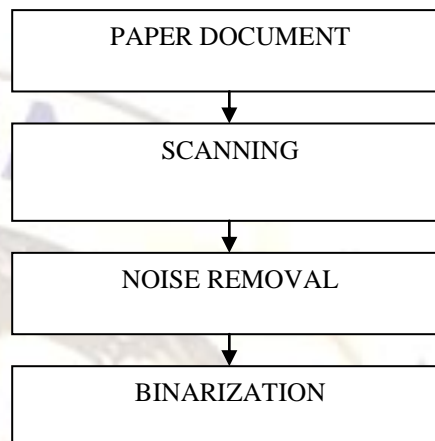 PAPER DOCUMENT
SCANNING
NOISE REMOVAL
BINARIZATION